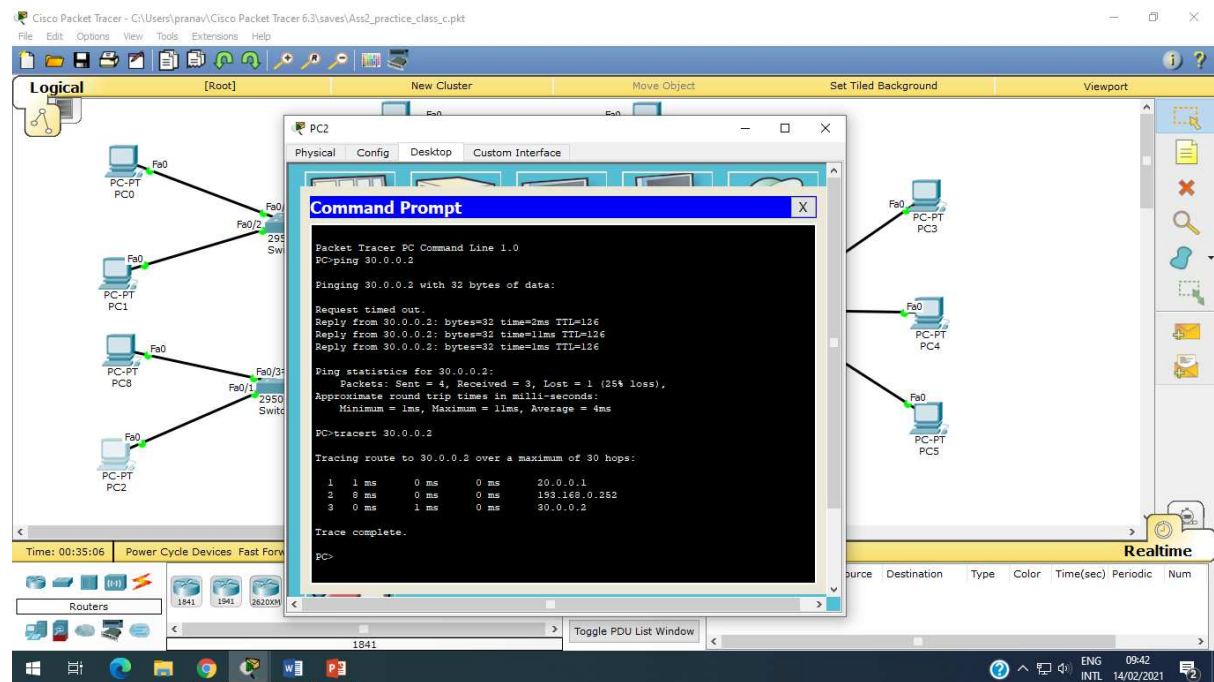 Cisco Packet Tracer - C:\Users\pranav\Cisco Packet Tracer 6.3\saves\Ass2_practice_class_c.pkt
File Edit Options View Tools Extensions Help
Logical [Root] New Cluster Move Object Set Tiled Background Viewport
Fa0 Fa0
PC2
Physical Config Desktop Custom Interface
Command Prompt X
Packet Tracer PC Command Line 1.0
PC>ping 30.0.0.2
Pinging 30.0.0.2 with 32 bytes of data:
Request timed out.
Reply from 30.0.0.2: bytes=32 time=2ms TTL=126
Reply from 30.0.0.2: bytes=32 time=11ms TTL=126
Reply from 30.0.0.2: bytes=32 time=1ms TTL=126
Ping statistics for 30.0.0.2:
Packets: Sent = 4, Received = 3, Lost = 1 (25% loss),
Approximate round trip times in milli-seconds:
Minimum = 1ms, Maximum = 11ms, Average = 4ms
PC>tracert 30.0.0.2
Tracing route to 30.0.0.2 over a maximum of 30 hops:
1 1 ms 0 ms 0 ms 20.0.0.1
2 8 ms 0 ms 0 ms 193.168.0.252
3 0 ms 1 ms 0 ms 30.0.0.2
Trace complete.
PC>
Fa0
PC-PT
PC0
Fa0/
Fa0/2
295
Swi
Fa0
PC-PT
PC1
Fa0
PC-PT
PC8
Fa0/3
Fa0/1
2950
Switc
Fa0
PC-PT
PC2
Fa0
PC-PT
PC3
Fa0
PC-PT
PC4
Fa0
PC-PT
PC5
Time: 00:35:06 Power Cycle Devices Fast Forw
Realtime
Routers
1841 1941 2620XM
1841
Toggle PDU List Window
ource Destination Type Color Time(sec) Periodic Num
ENG 09:42
INTL 14/02/2021
2